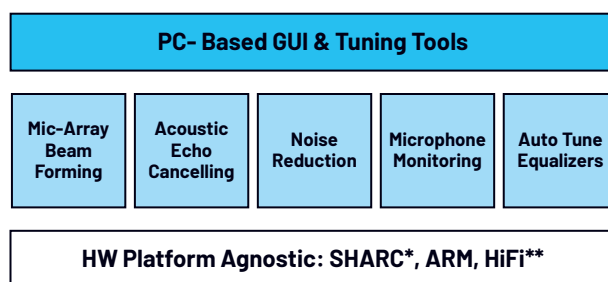 PC- Based GUI & Tuning Tools
Mic-Array
Beam
Forming
Acoustic
Echo
Cancelling
Noise
Reduction
Microphone
Monitoring
Auto Tune
Equalizers
HW Platform Agnostic: SHARC*, ARM, HiFi**